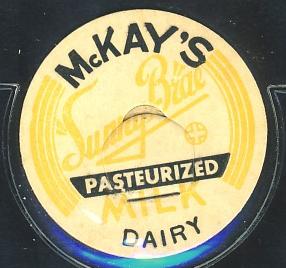 McKAY'S
"Sunny Brae"
PASTEURIZED
MILK
DAIRY